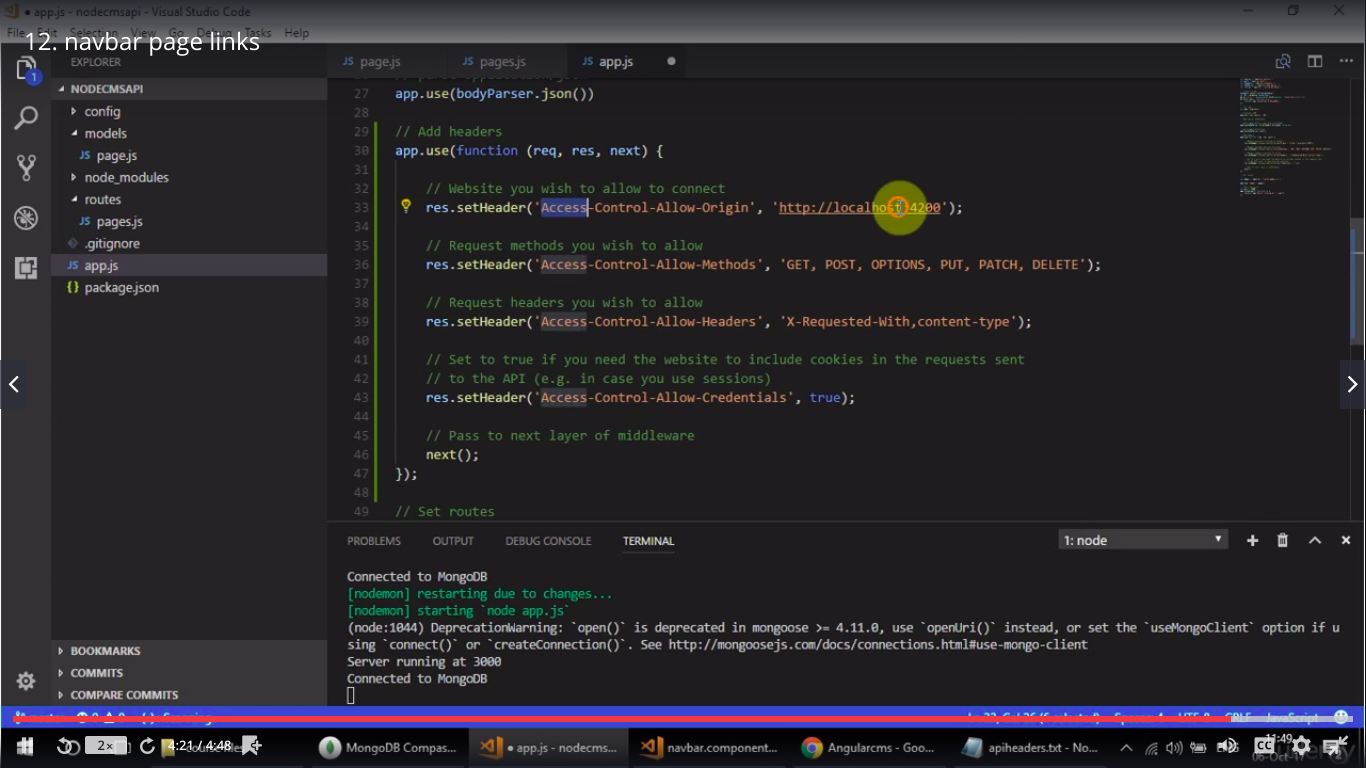 app.js - nodecmsapi - Visual Studio Code
File Edit Selection View Go Debug Tasks Help
12. navbar page links
EXPLORER
page.js
pages.js
app.js
NODECMSAPI
config
models
page.js
node_modules
routes
pages.js
.gitignore
app.js
package.json
BOOKMARKS
COMMITS
COMPARE COMMITS
1
27 app.use(bodyParser.json())
28
29 // Add headers
30 app.use(function (req, res, next) {
31
32 // Website you wish to allow to connect
33 res.setHeader('Access-Control-Allow-Origin', 'http://localhost:4200');
34
35 // Request methods you wish to allow
36 res.setHeader('Access-Control-Allow-Methods', 'GET, POST, OPTIONS, PUT, PATCH, DELETE');
37
38 // Request headers you wish to allow
39 res.setHeader('Access-Control-Allow-Headers', 'X-Requested-With,content-type');
40
41 // Set to true if you need the website to include cookies in the requests sent
42 // to the API (e.g. in case you use sessions)
43 res.setHeader('Access-Control-Allow-Credentials', true);
44
45 // Pass to next layer of middleware
46 next();
47 });
48
49 // Set routes
PROBLEMS OUTPUT DEBUG CONSOLE TERMINAL
1: node
Connected to MongoDB
[nodemon] restarting due to changes...
[nodemon] starting `node app.js`
(node:1044) DeprecationWarning: `open()` is deprecated in mongoose >= 4.11.0, use `openUri()` instead, or set the `useMongoClient` option if u
sing `connect()` or `createConnection()`. See http://mongoosejs.com/docs/connections.html#use-mongo-client
Server running at 3000
Connected to MongoDB
JavaScript
2×
4:21 / 4:48
MongoDB Compas...
app.js - nodecms...
navbar.component...
Angularcms - Goo...
apiheaders.txt - No...
CC
11:49
06-Oct-17